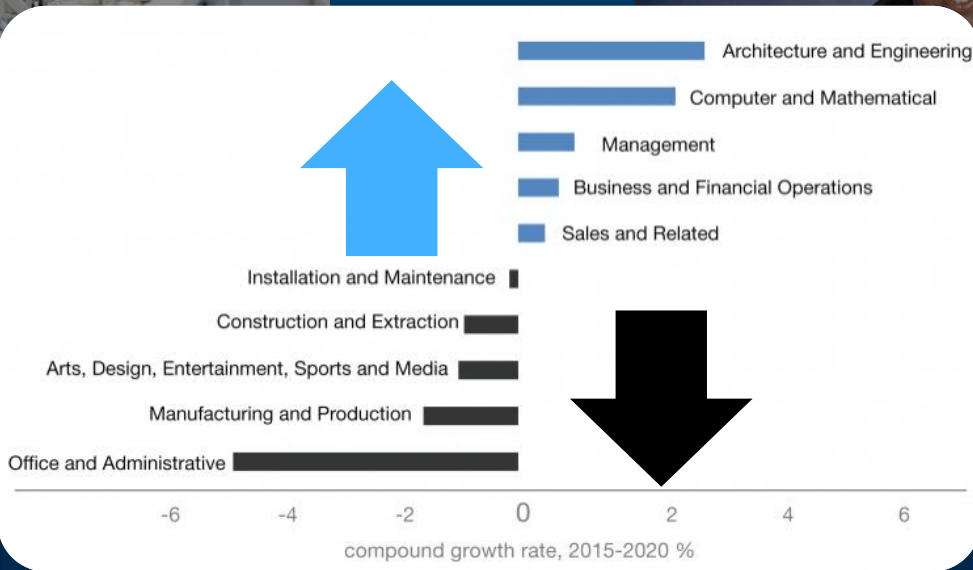 Architecture and Engineering
Computer and Mathematical
Management
Business and Financial Operations
Sales and Related
Installation and Maintenance
Construction and Extraction
Arts, Design, Entertainment, Sports and Media
Manufacturing and Production
Office and Administrative
-6 -4 -2 0 2 4 6
compound growth rate, 2015-2020 %